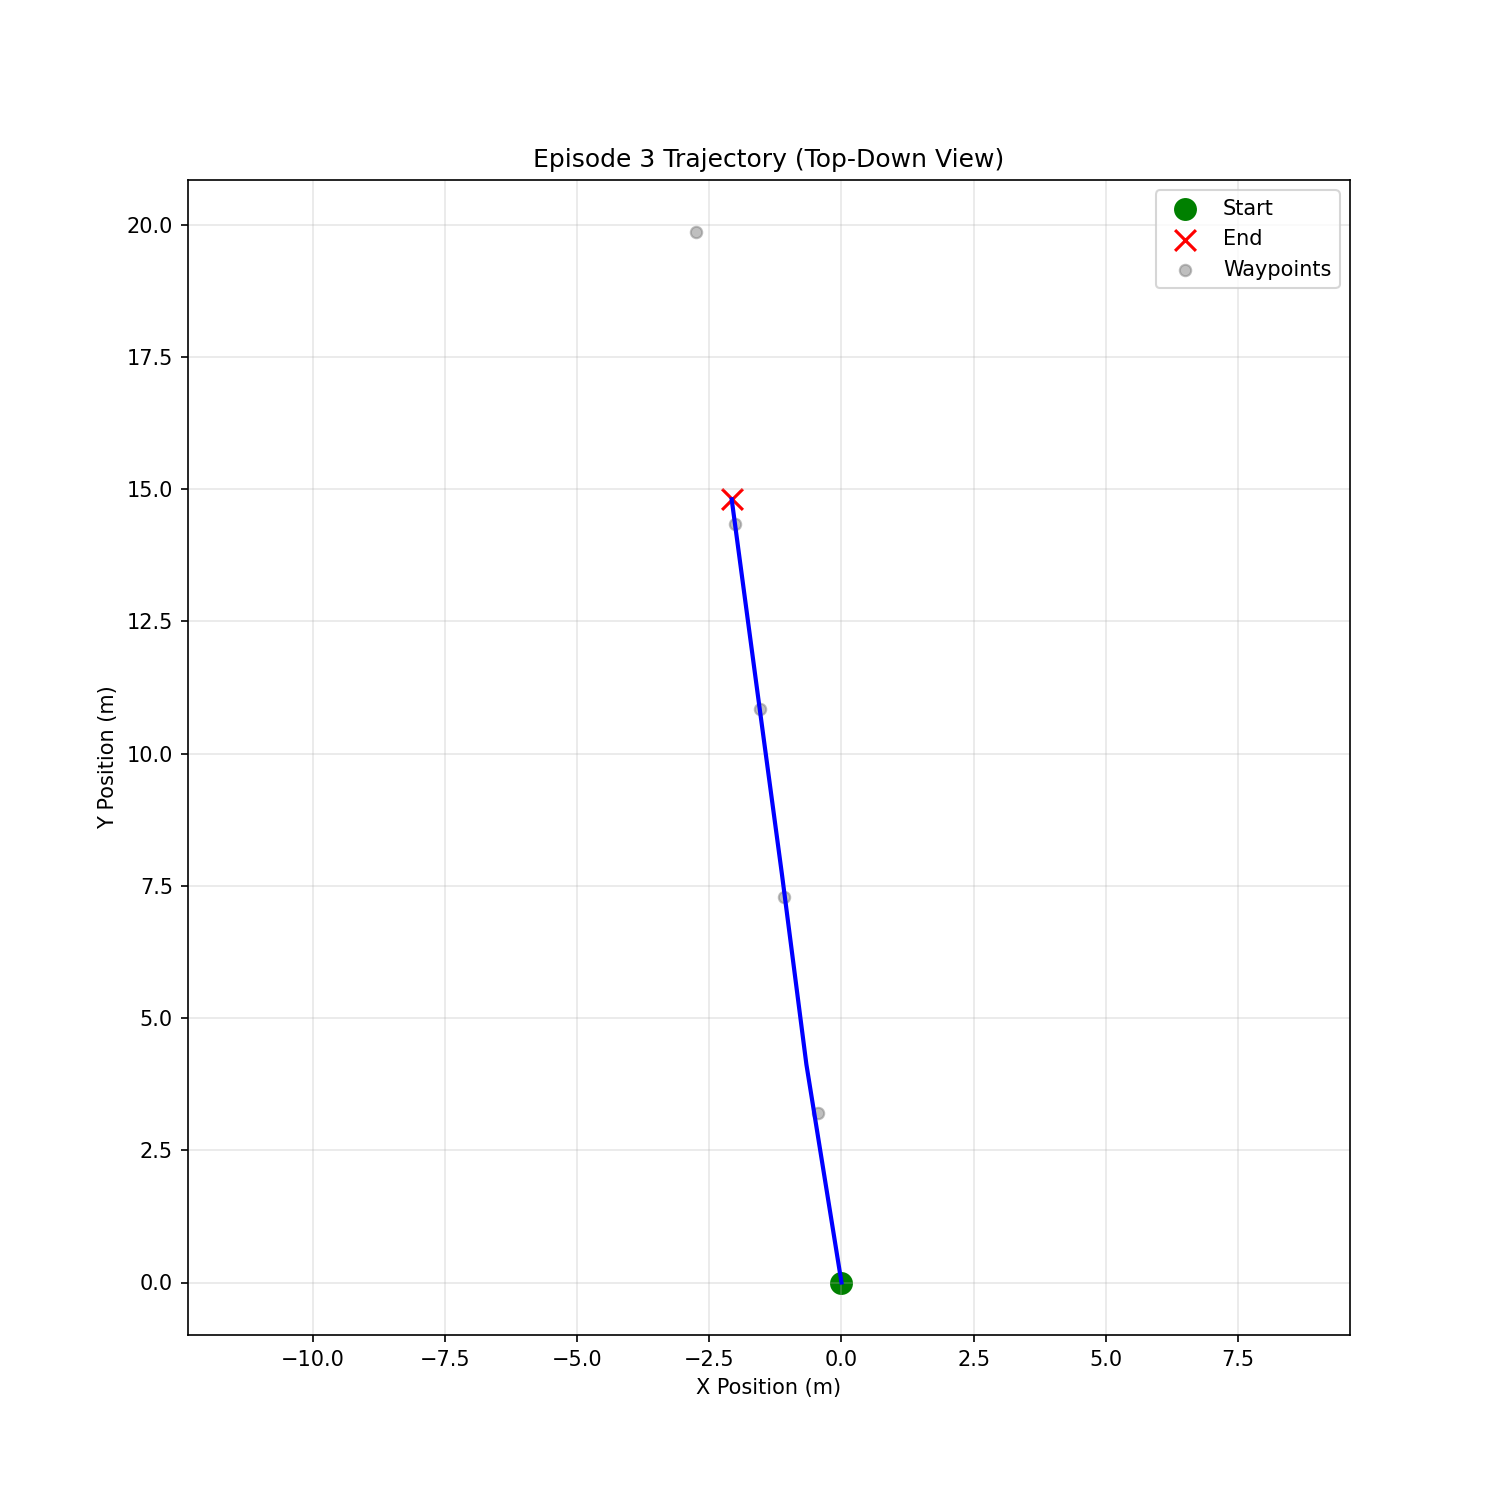 Episode 3 Trajectory (Top-Down View)
Start
End
Waypoints
20.0
17.5
15.0
12.5
10.0
7.5
5.0
2.5
0.0
Y Position (m)
−10.0 −7.5 −5.0 −2.5 0.0 2.5 5.0 7.5
X Position (m)